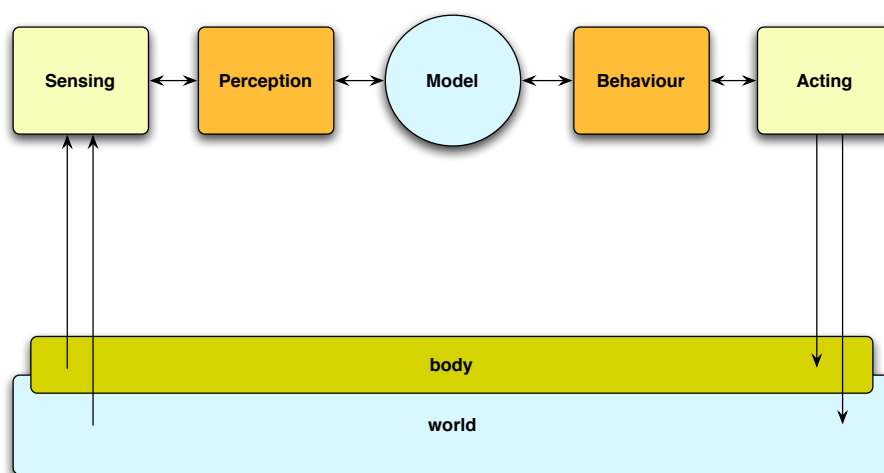 Sensing
Perception
Model
Behaviour
Acting
body
world